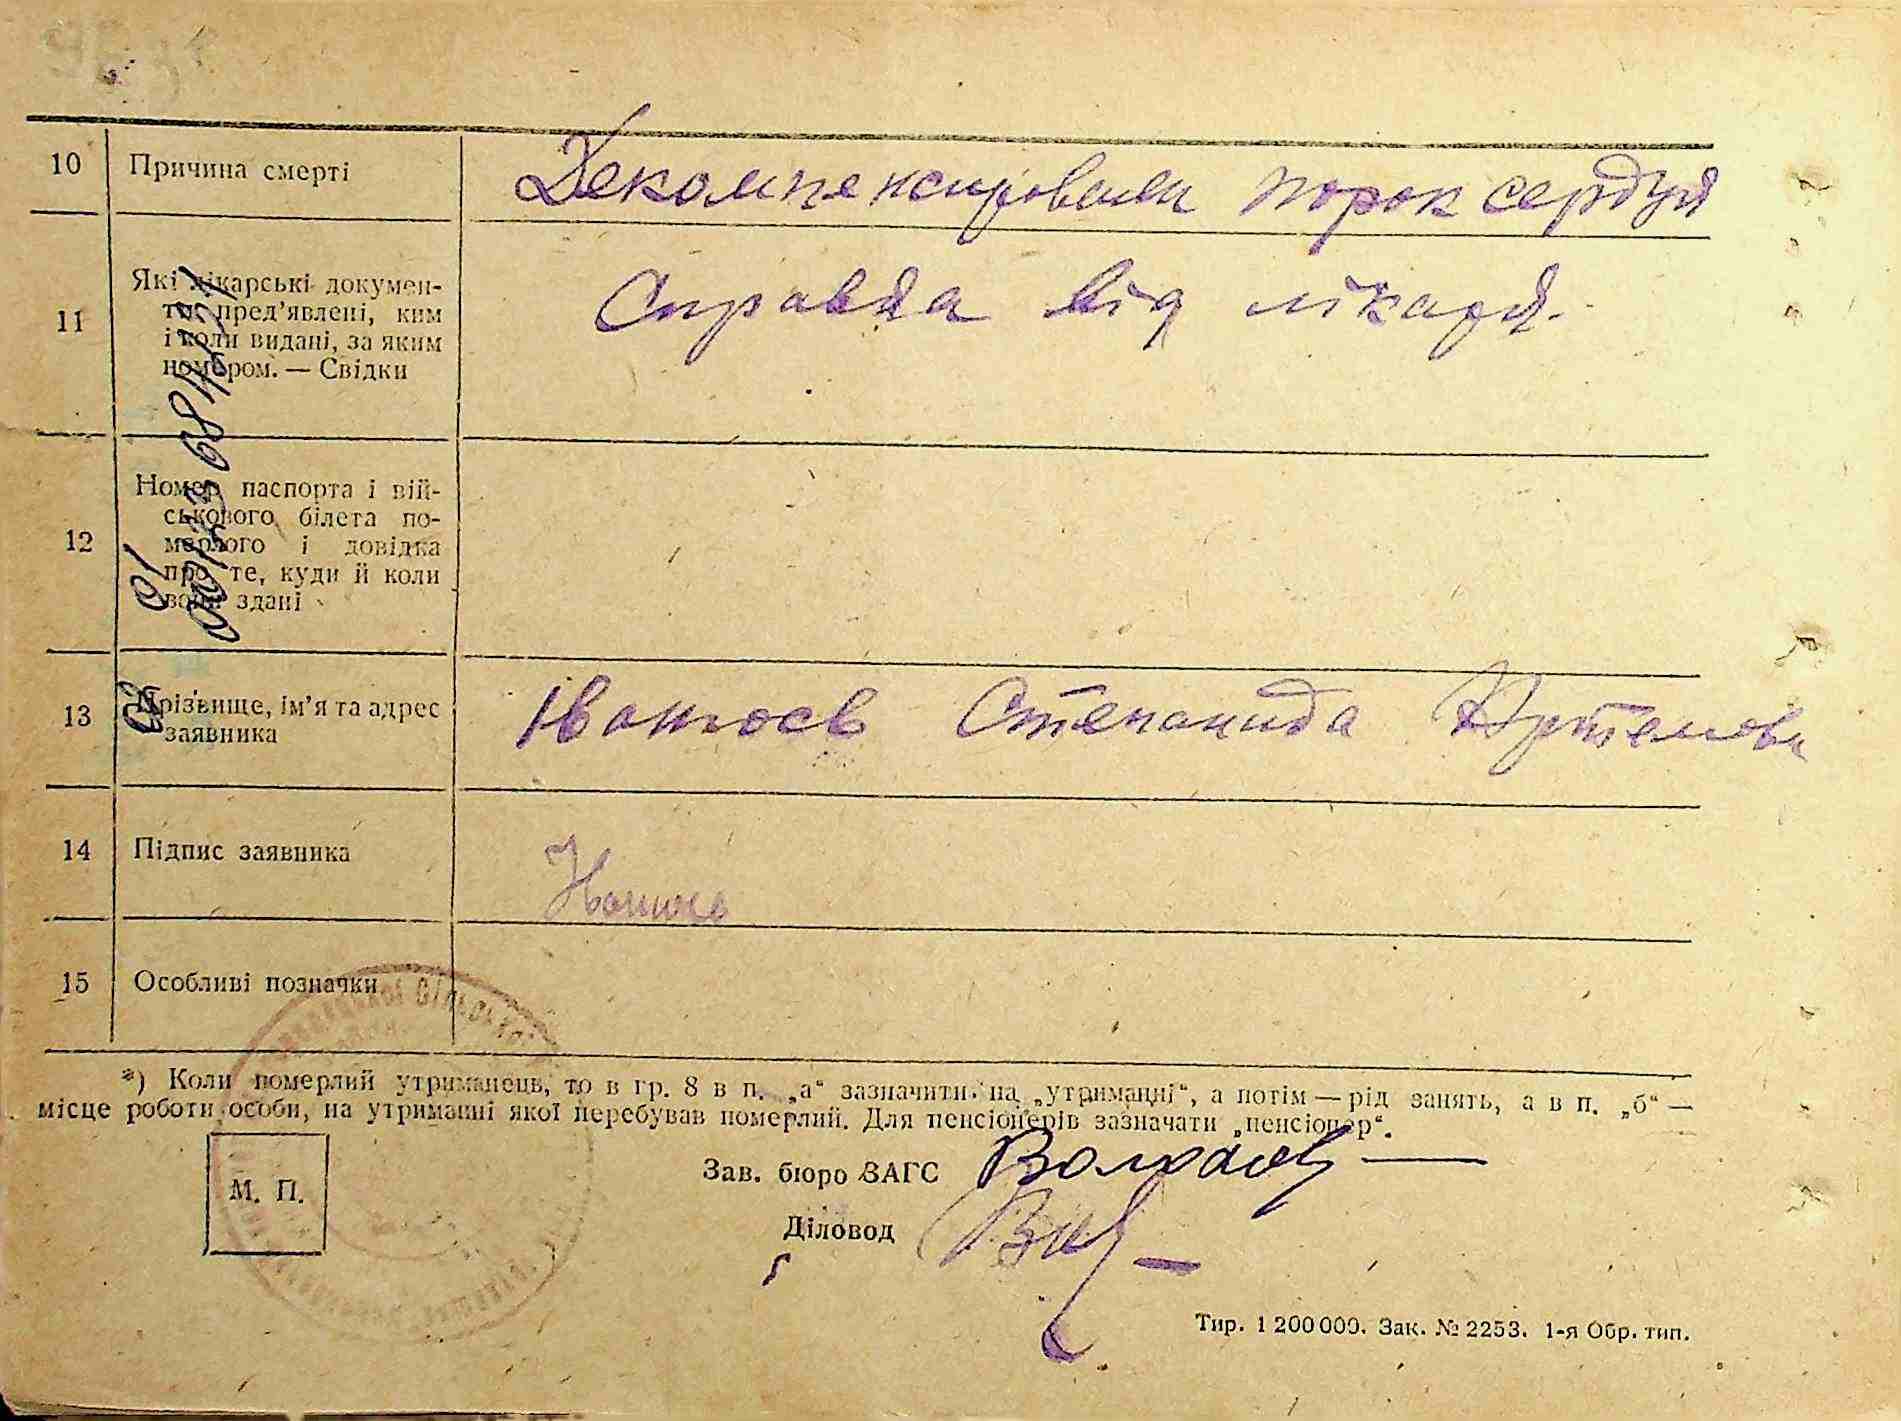 10 Причина смерті Декомпенсирован порок сердця
11 Які лікарські докумен-
ти пред'явлені, ким
і коли видані, за яким
номером. — Свідки
Справка від лікаря.
12 Номер паспорта і вій-
ськового білета по-
мерлого і довідка
про те, куди й коли
вони здані
13 Прізвище, ім'я та адрес
заявника
Степанида Артемовн
14 Підпис заявника
15 Особливі позначки
*) Коли померлий утриманець, то в гр. 8 в п. „а“ зазначити на „утриманні“, а потім — рід занять, а в п. „б“ —
місце роботи особи, на утриманні якої перебував померлий. Для пенсіонерів зазначати „пенсіонер“.
М. П.
Зав. бюро ЗАГС
Діловод
Тир. 1 200 000. Зак. № 2253. 1-я Обр. тип.